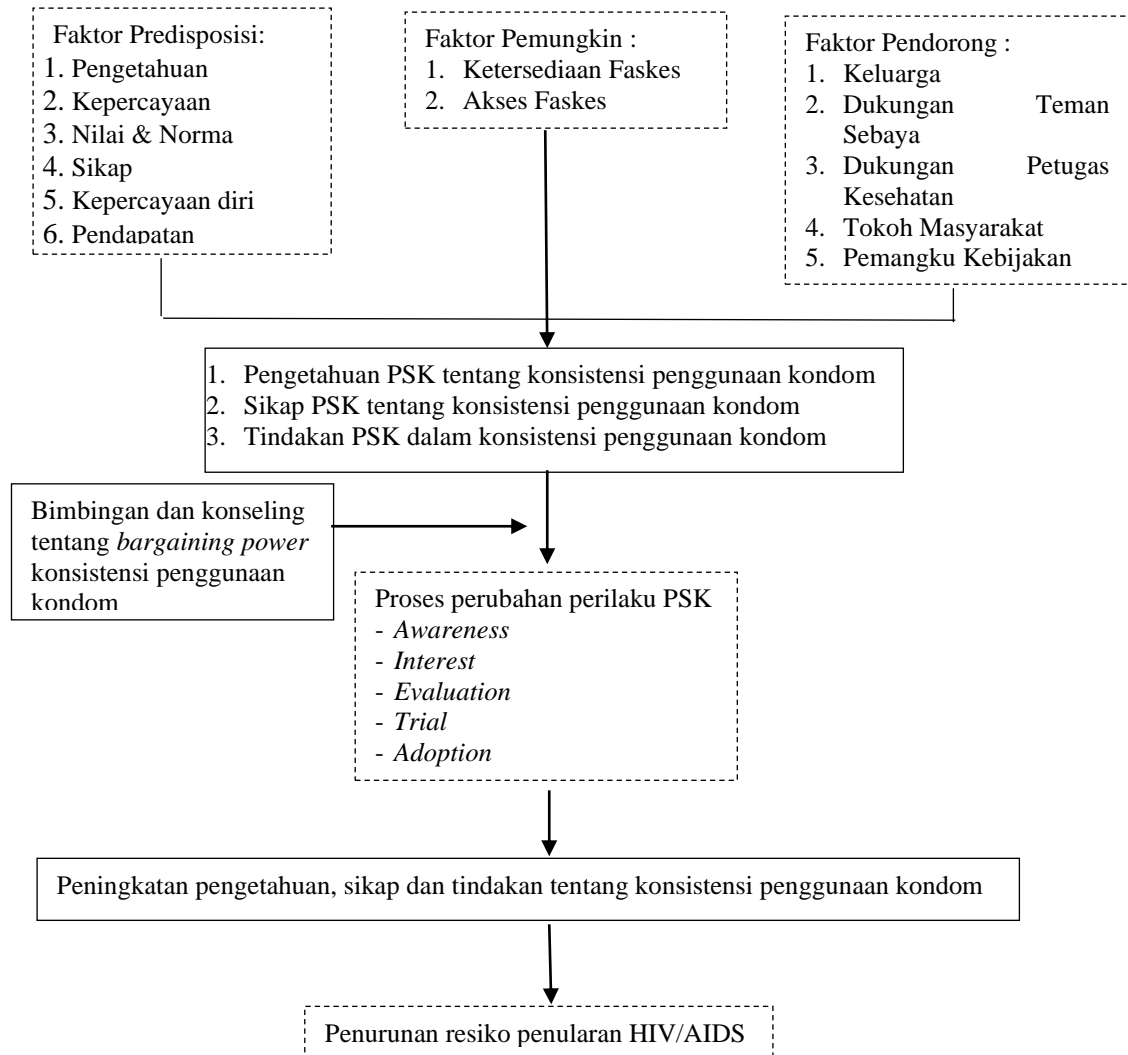 Faktor Predisposisi:
1. Pengetahuan
2. Kepercayaan
3. Nilai & Norma
4. Sikap
5. Kepercayaan diri
6. Pendapatan
Faktor Pemungkin :
1. Ketersediaan Faskes
2. Akses Faskes
Faktor Pendorong :
1. Keluarga
2. Dukungan Teman
Sebaya
3. Dukungan Petugas
Kesehatan
4. Tokoh Masyarakat
5. Pemangku Kebijakan
1. Pengetahuan PSK tentang konsistensi penggunaan kondom
2. Sikap PSK tentang konsistensi penggunaan kondom
3. Tindakan PSK dalam konsistensi penggunaan kondom
Bimbingan dan konseling
tentang bargaining power
konsistensi penggunaan
kondom
Proses perubahan perilaku PSK
- Awareness
- Interest
- Evaluation
- Trial
- Adoption
Peningkatan pengetahuan, sikap dan tindakan tentang konsistensi penggunaan kondom
Penurunan resiko penularan HIV/AIDS